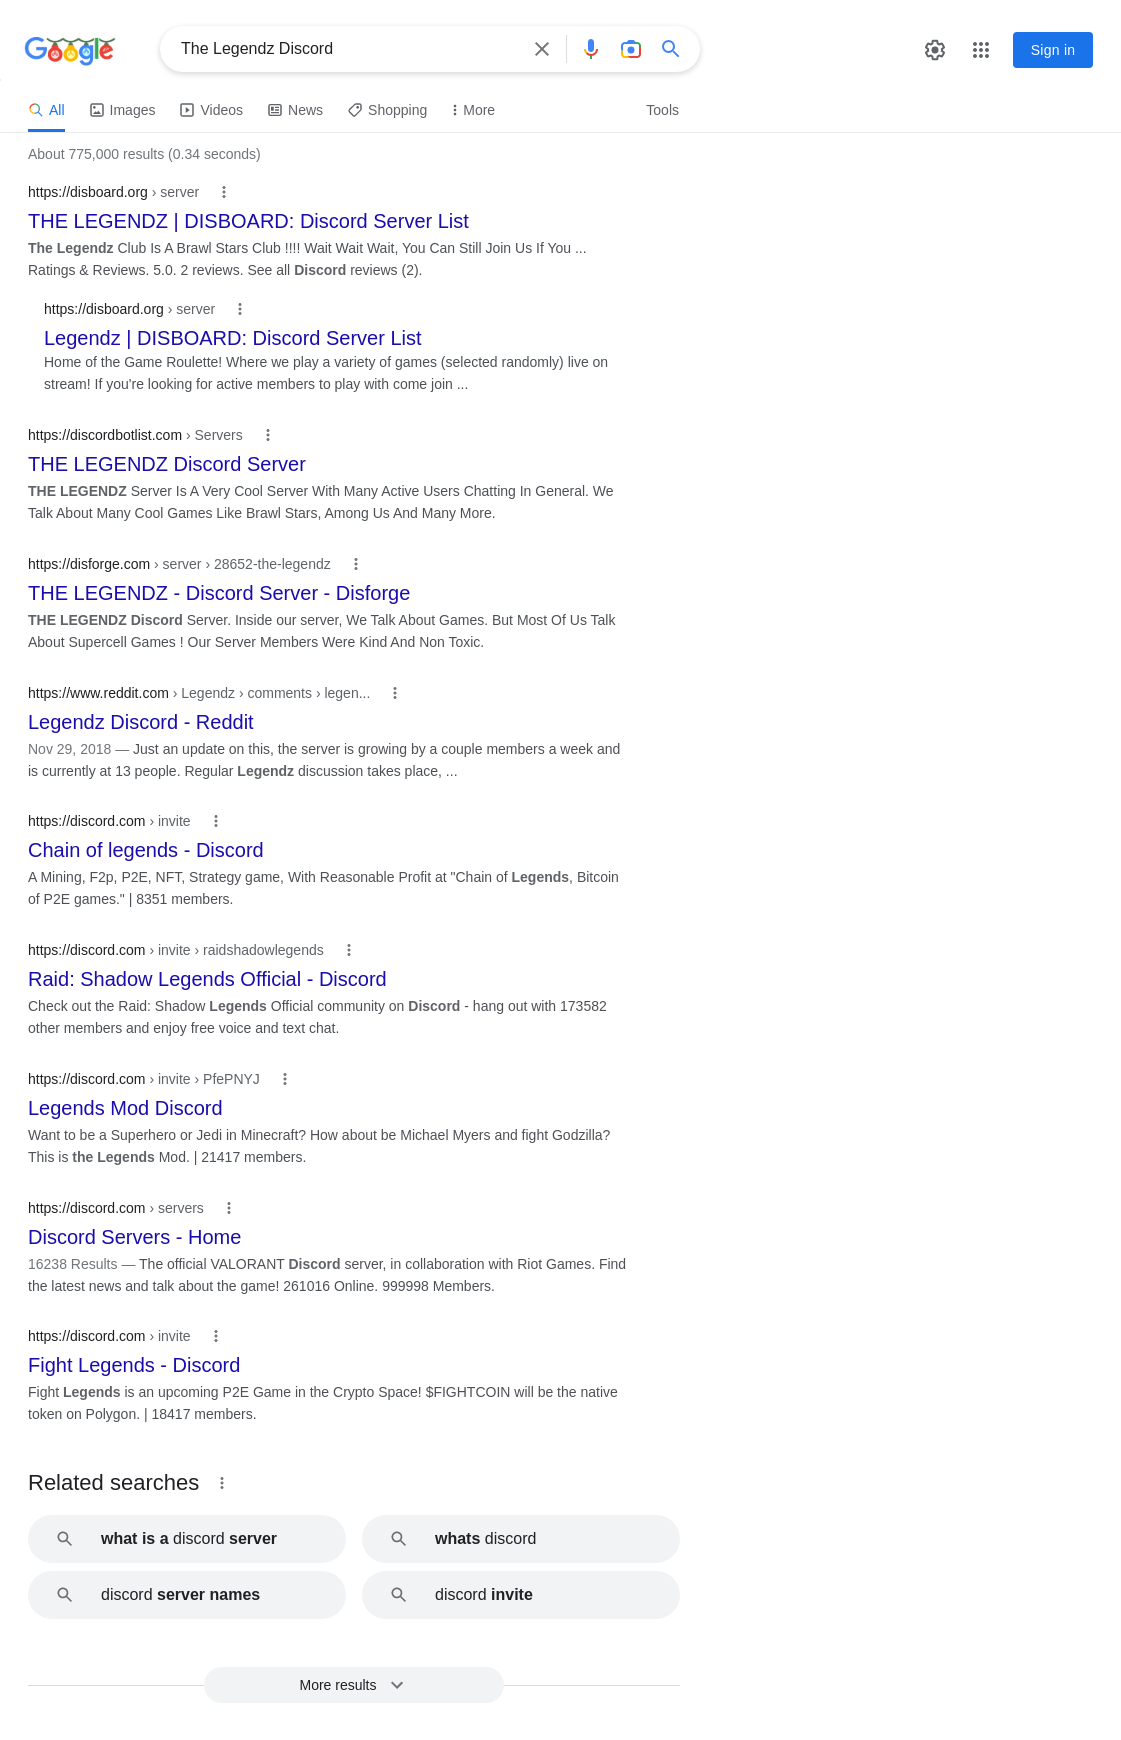 Google
The Legendz Discord
Sign in
All Images Videos News Shopping More Tools
About 775,000 results (0.34 seconds)
https://disboard.org › server
THE LEGENDZ | DISBOARD: Discord Server List
The Legendz Club Is A Brawl Stars Club !!!! Wait Wait Wait, You Can Still Join Us If You ...
Ratings & Reviews. 5.0. 2 reviews. See all Discord reviews (2).
https://disboard.org › server
Legendz | DISBOARD: Discord Server List
Home of the Game Roulette! Where we play a variety of games (selected randomly) live on
stream! If you're looking for active members to play with come join ...
https://discordbotlist.com › Servers
THE LEGENDZ Discord Server
THE LEGENDZ Server Is A Very Cool Server With Many Active Users Chatting In General. We
Talk About Many Cool Games Like Brawl Stars, Among Us And Many More.
https://disforge.com › server › 28652-the-legendz
THE LEGENDZ - Discord Server - Disforge
THE LEGENDZ Discord Server. Inside our server, We Talk About Games. But Most Of Us Talk
About Supercell Games ! Our Server Members Were Kind And Non Toxic.
https://www.reddit.com › Legendz › comments › legen...
Legendz Discord - Reddit
Nov 29, 2018 — Just an update on this, the server is growing by a couple members a week and
is currently at 13 people. Regular Legendz discussion takes place, ...
https://discord.com › invite
Chain of legends - Discord
A Mining, F2p, P2E, NFT, Strategy game, With Reasonable Profit at "Chain of Legends, Bitcoin
of P2E games." | 8351 members.
https://discord.com › invite › raidshadowlegends
Raid: Shadow Legends Official - Discord
Check out the Raid: Shadow Legends Official community on Discord - hang out with 173582
other members and enjoy free voice and text chat.
https://discord.com › invite › PfePNYJ
Legends Mod Discord
Want to be a Superhero or Jedi in Minecraft? How about be Michael Myers and fight Godzilla?
This is the Legends Mod. | 21417 members.
https://discord.com › servers
Discord Servers - Home
16238 Results — The official VALORANT Discord server, in collaboration with Riot Games. Find
the latest news and talk about the game! 261016 Online. 999998 Members.
https://discord.com › invite
Fight Legends - Discord
Fight Legends is an upcoming P2E Game in the Crypto Space! $FIGHTCOIN will be the native
token on Polygon. | 18417 members.
Related searches
what is a discord server
whats discord
discord server names
discord invite
More results